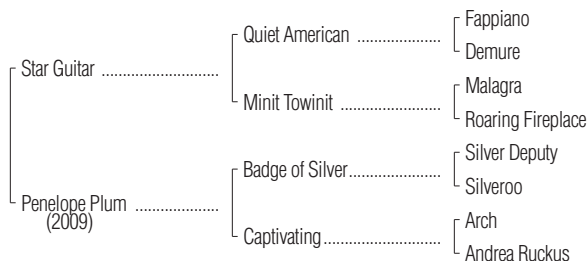 Fappiano
Quiet American ....................
Demure
Star Guitar ............................
Malagra
Minit Towinit ........................
Roaring Fireplace
Silver Deputy
Badge of Silver.....................
Silveroo
Penelope Plum ....................
(2009)
Arch
Captivating............................
Andrea Ruckus